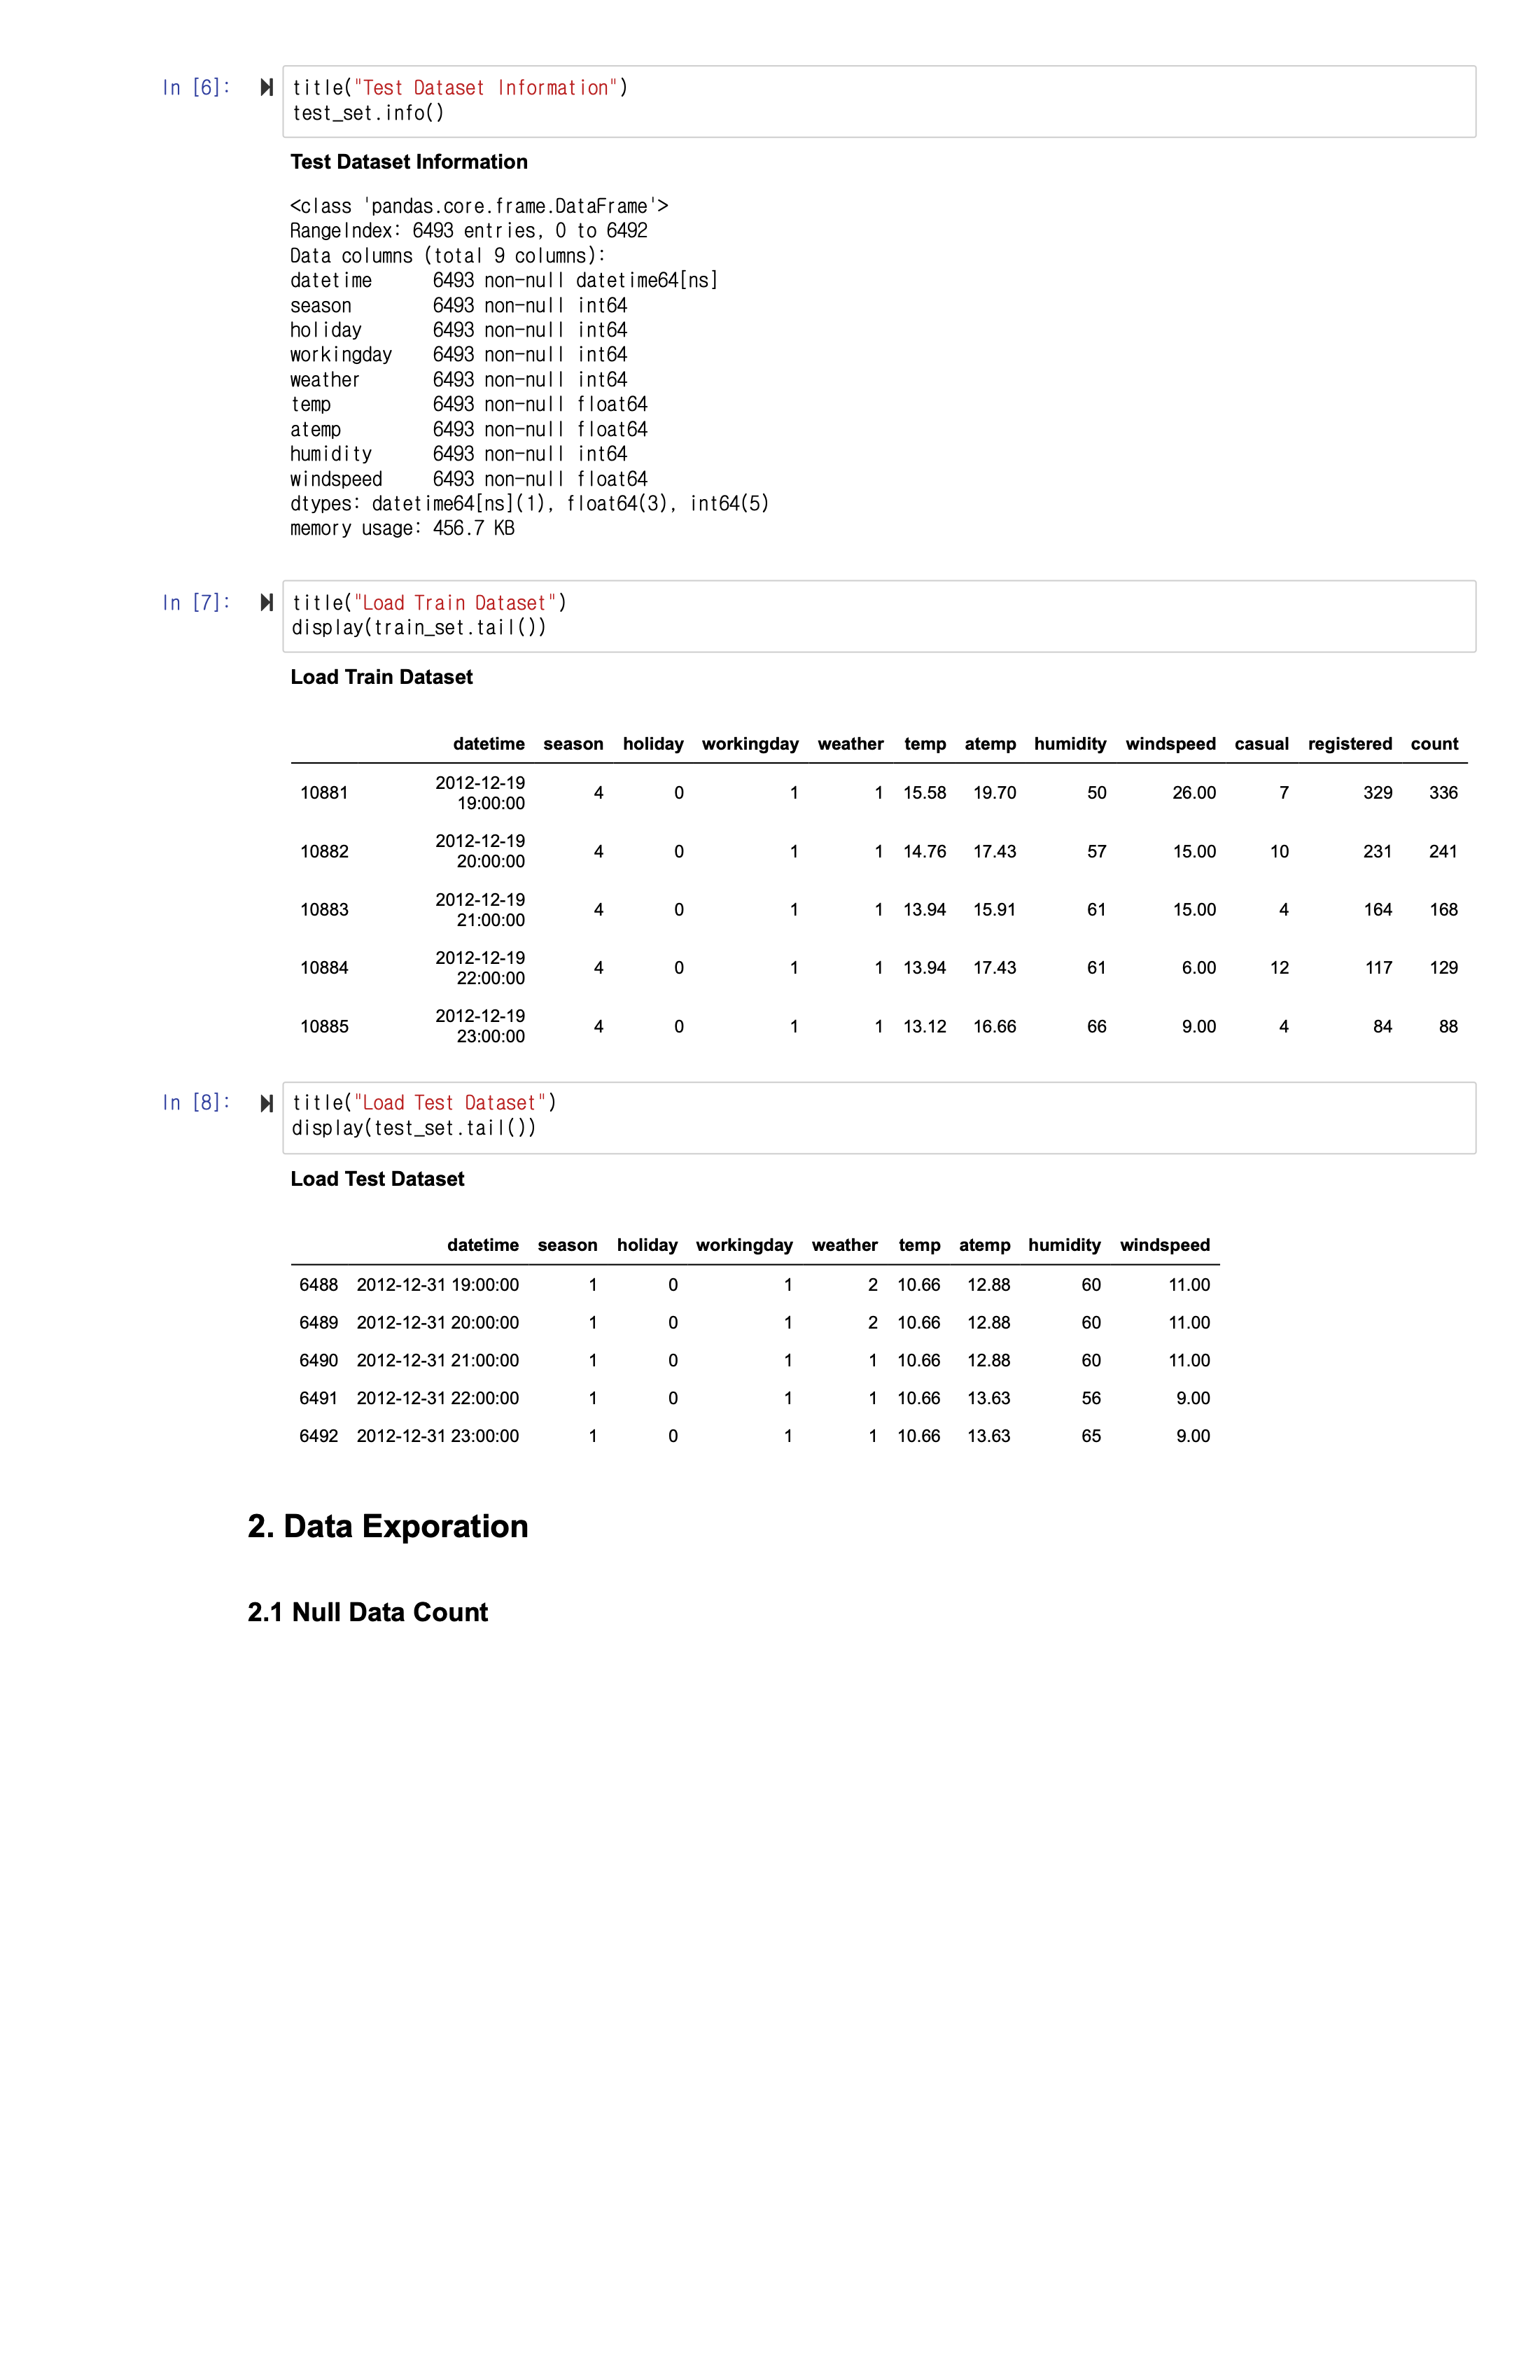 In [6]:
title("Test Dataset Information")
test_set.info()
Test Dataset Information
<class 'pandas.core.frame.DataFrame'>
RangeIndex: 6493 entries, 0 to 6492
Data columns (total 9 columns):
datetime      6493 non-null datetime64[ns]
season        6493 non-null int64
holiday       6493 non-null int64
workingday    6493 non-null int64
weather       6493 non-null int64
temp          6493 non-null float64
atemp         6493 non-null float64
humidity      6493 non-null int64
windspeed     6493 non-null float64
dtypes: datetime64[ns](1), float64(3), int64(5)
memory usage: 456.7 KB
In [7]:
title("Load Train Dataset")
display(train_set.tail())
Load Train Dataset
datetime season holiday workingday weather temp atemp humidity windspeed casual registered count
10881 2012-12-19 19:00:00 4 0 1 1 15.58 19.70 50 26.00 7 329 336
10882 2012-12-19 20:00:00 4 0 1 1 14.76 17.43 57 15.00 10 231 241
10883 2012-12-19 21:00:00 4 0 1 1 13.94 15.91 61 15.00 4 164 168
10884 2012-12-19 22:00:00 4 0 1 1 13.94 17.43 61 6.00 12 117 129
10885 2012-12-19 23:00:00 4 0 1 1 13.12 16.66 66 9.00 4 84 88
In [8]:
title("Load Test Dataset")
display(test_set.tail())
Load Test Dataset
datetime season holiday workingday weather temp atemp humidity windspeed
6488 2012-12-31 19:00:00 1 0 1 2 10.66 12.88 60 11.00
6489 2012-12-31 20:00:00 1 0 1 2 10.66 12.88 60 11.00
6490 2012-12-31 21:00:00 1 0 1 1 10.66 12.88 60 11.00
6491 2012-12-31 22:00:00 1 0 1 1 10.66 13.63 56 9.00
6492 2012-12-31 23:00:00 1 0 1 1 10.66 13.63 65 9.00
2. Data Exporation
2.1 Null Data Count